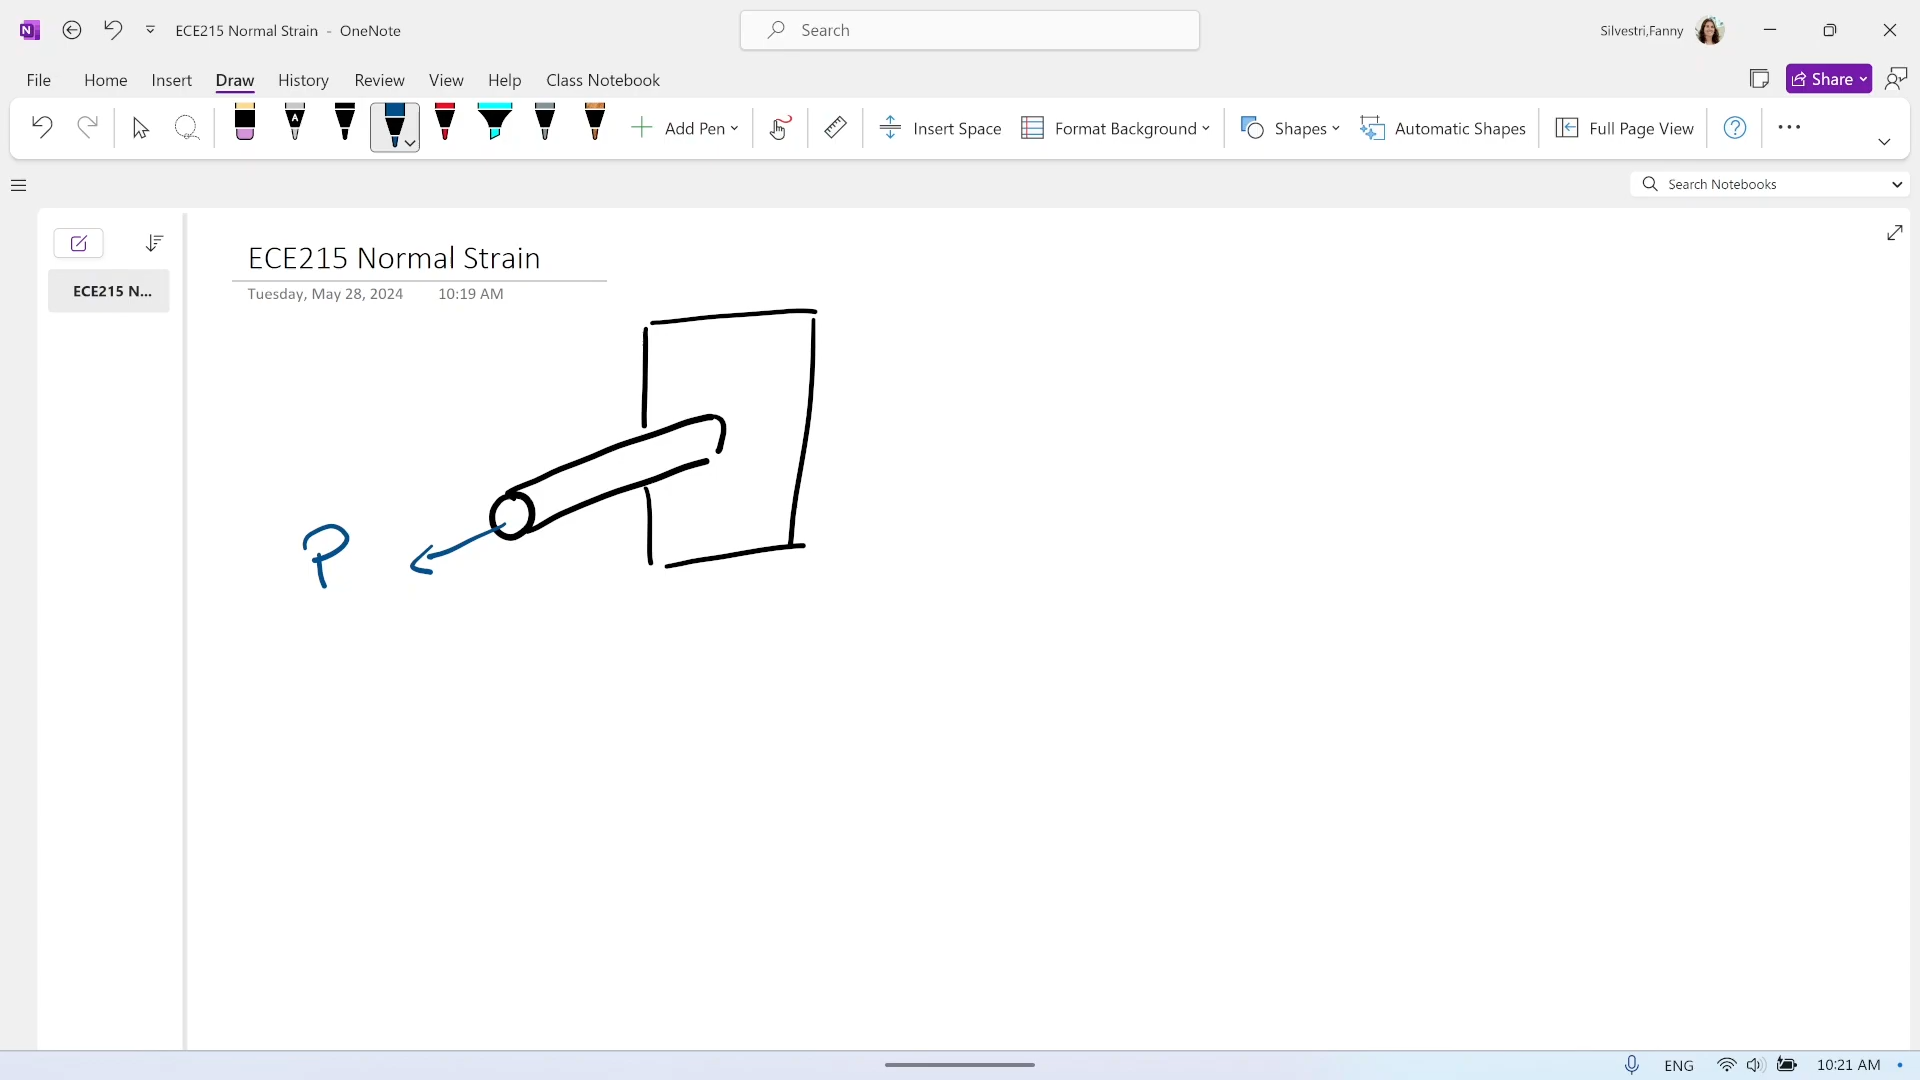 ECE215 Normal Strain - OneNote
Search
Silvestri,Fanny
File Home Insert Draw History Review View Help Class Notebook
Share
Add Pen
Insert Space
Format Background
Shapes
Automatic Shapes
Full Page View
Search Notebooks
ECE215 N...
ECE215 Normal Strain
Tuesday, May 28, 2024 10:19 AM
P
ENG
10:21 AM